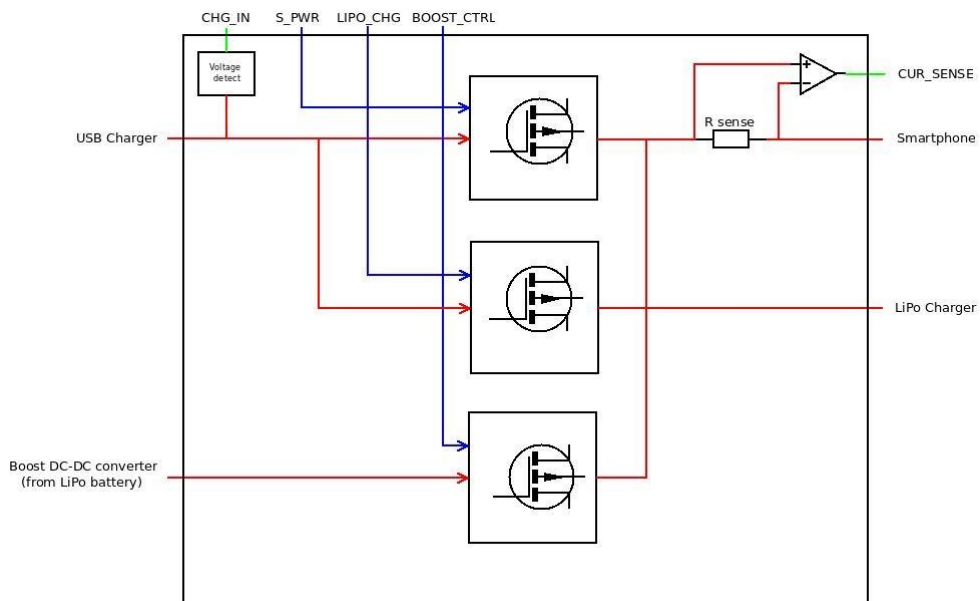 CHG_IN S_PWR LIPO_CHG BOOST_CTRL
Voltage
detect
+
−
CUR_SENSE
R sense
USB Charger
Smartphone
LiPo Charger
Boost DC-DC converter
(from LiPo battery)